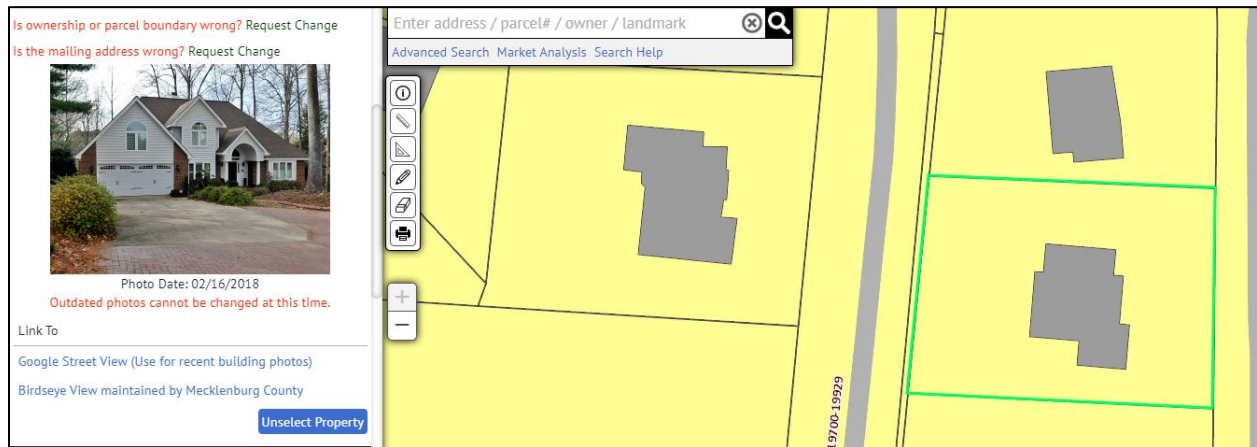 Is ownership or parcel boundary wrong? Request Change
Is the mailing address wrong? Request Change
Photo Date: 02/16/2018
Outdated photos cannot be changed at this time.
Link To
Google Street View (Use for recent building photos)
Birdseye View maintained by Mecklenburg County
Unselect Property
Enter address / parcel# / owner / landmark
Advanced Search Market Analysis Search Help
19700-19929